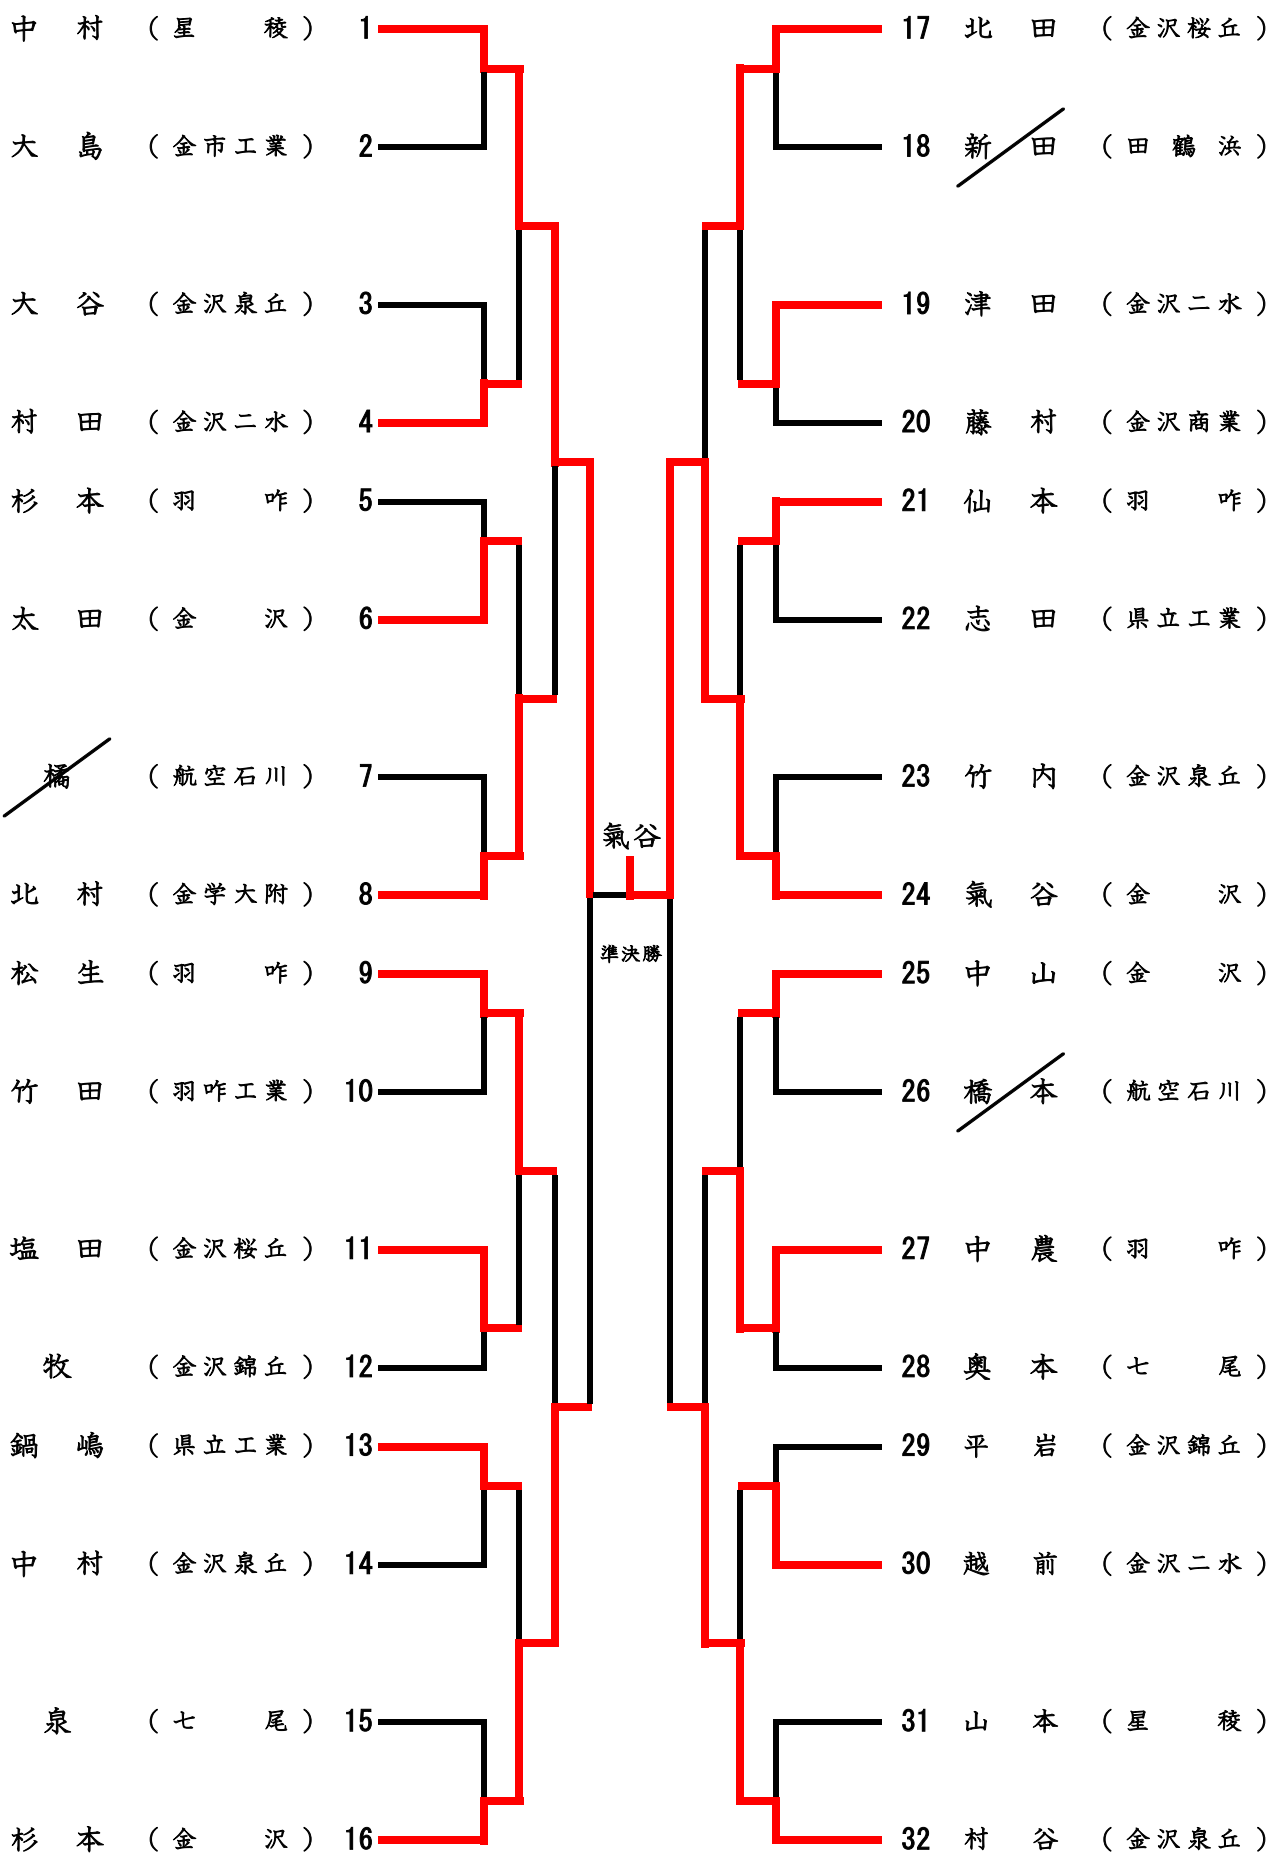 中村 (星稜) 1
大島 (金市工業) 2
大谷 (金沢泉丘) 3
村田 (金沢二水) 4
杉本 (羽咋) 5
太田 (金沢) 6
橘 (航空石川) 7
北村 (金学大附) 8
松生 (羽咋) 9
竹田 (羽咋工業) 10
塩田 (金沢桜丘) 11
牧 (金沢錦丘) 12
鍋嶋 (県立工業) 13
中村 (金沢泉丘) 14
泉 (七尾) 15
杉本 (金沢) 16
氣谷
準決勝
17 北田 (金沢桜丘)
18 新田 (田鶴浜)
19 津田 (金沢二水)
20 藤村 (金沢商業)
21 仙本 (羽咋)
22 志田 (県立工業)
23 竹内 (金沢泉丘)
24 氣谷 (金沢)
25 中山 (金沢)
26 橋本 (航空石川)
27 中農 (羽咋)
28 奥本 (七尾)
29 平岩 (金沢錦丘)
30 越前 (金沢二水)
31 山本 (星稜)
32 村谷 (金沢泉丘)